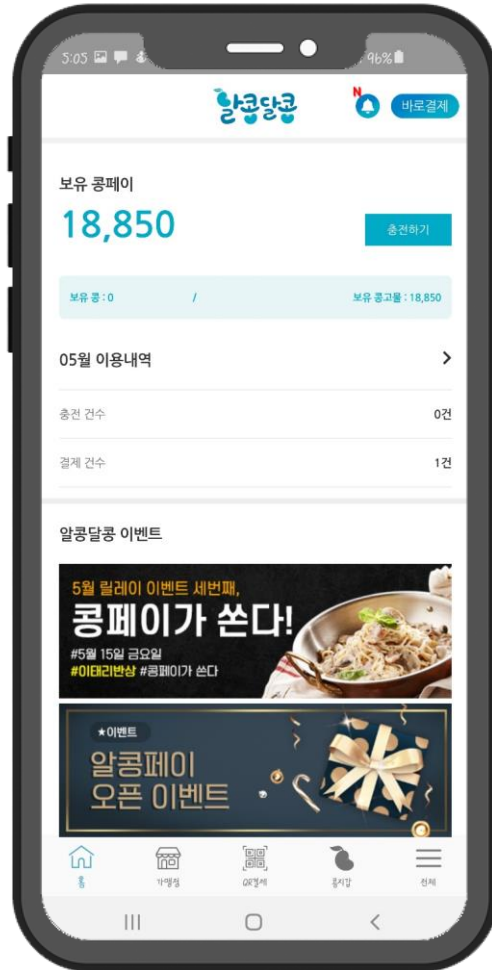 5:05
96%
알콩달콩
N
바로결제
보유 콩페이
18,850
충전하기
보유 콩 : 0 / 보유 콩고물 : 18,850
05월 이용내역
충전 건수 0건
결제 건수 1건
알콩달콩 이벤트
5월 릴레이 이벤트 세번째,
콩페이가 쏜다!
#5월 15일 금요일
#이태리반상 #콩페이가 쏜다
★이벤트
알콩페이
오픈 이벤트
홈 가맹점 QR결제 콩지갑 전체